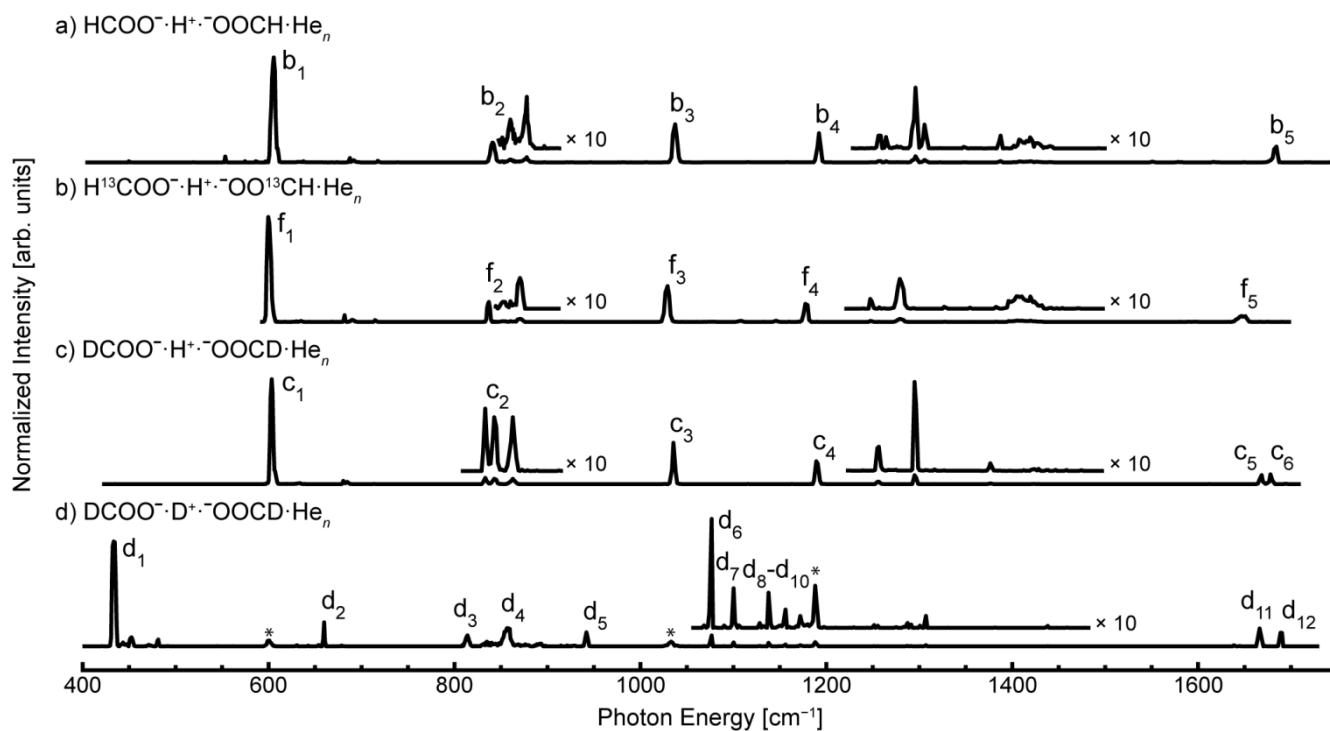 a) HCOO⁻·H⁺·⁻OOCH·Heₙ
b₁
b₂
× 10
b₃
b₄
× 10
b₅
b) H¹³COO⁻·H⁺·⁻OO¹³CH·Heₙ
f₁
f₂
× 10
f₃
f₄
× 10
f₅
c) DCOO⁻·H⁺·⁻OOCD·Heₙ
c₁
c₂
× 10
c₃
c₄
× 10
c₅ c₆
d) DCOO⁻·D⁺·⁻OOCD·Heₙ
d₁
*
d₂
d₃
d₄
d₅
*
d₆
d₇ d₈-d₁₀ *
× 10
d₁₁ d₁₂
400 600 800 1000 1200 1400 1600
Photon Energy [cm⁻¹]
Normalized Intensity [arb. units]